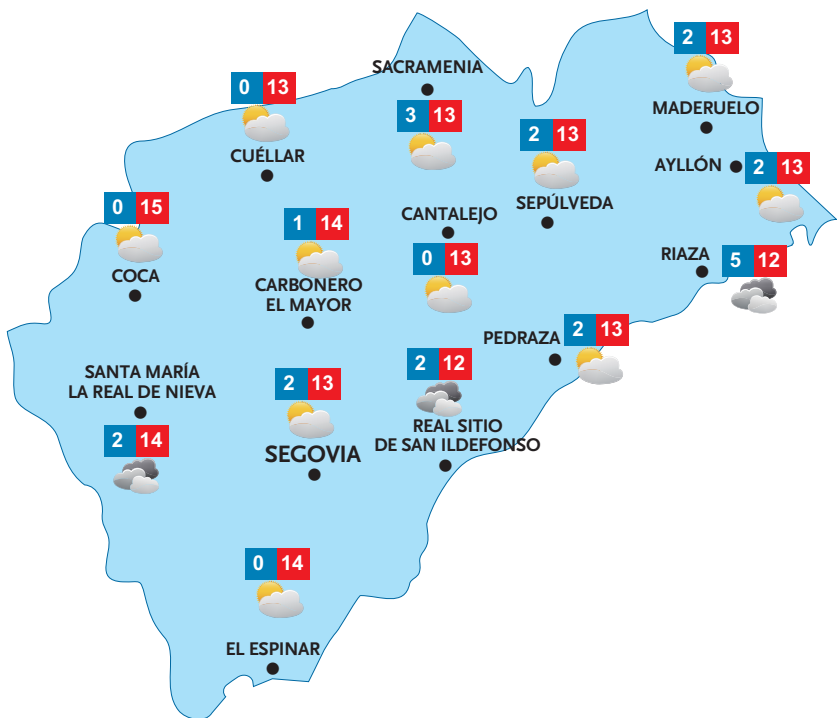 2 13
MADERUELO
SACRAMENIA
3 13
0 13
CUÉLLAR
2 13
SEPÚLVEDA
AYLLÓN
2 13
0 15
COCA
1 14
CARBONERO
EL MAYOR
CANTALEJO
0 13
RIAZA
5 12
PEDRAZA
2 13
SANTA MARÍA
LA REAL DE NIEVA
2 14
2 13
SEGOVIA
2 12
REAL SITIO
DE SAN ILDEFONSO
0 14
EL ESPINAR